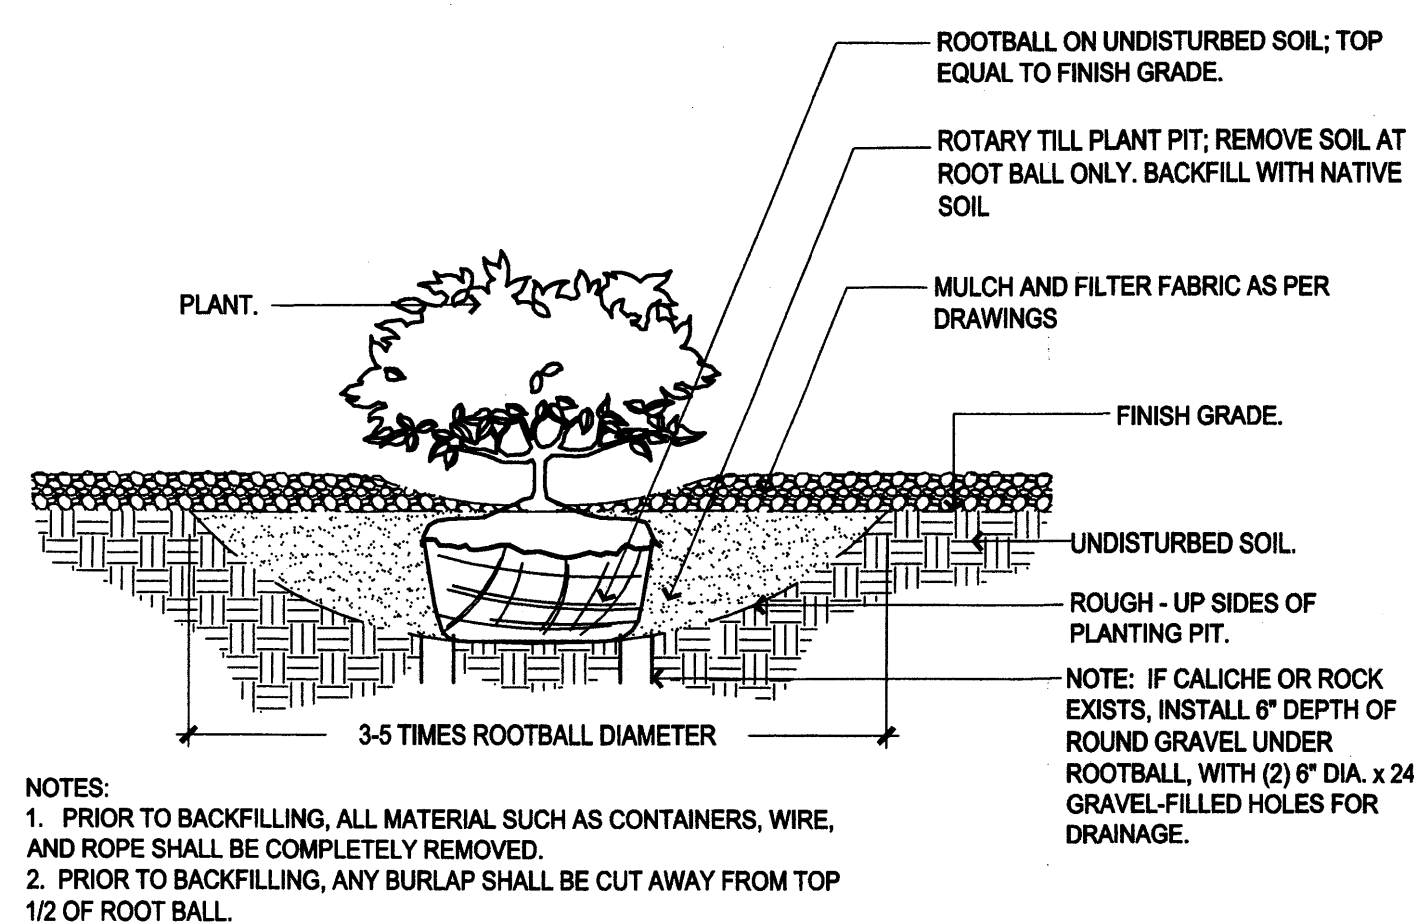 ROOTBALL ON UNDISTURBED SOIL; TOP
EQUAL TO FINISH GRADE.
ROTARY TILL PLANT PIT; REMOVE SOIL AT
ROOT BALL ONLY. BACKFILL WITH NATIVE
SOIL
PLANT.
MULCH AND FILTER FABRIC AS PER
DRAWINGS
FINISH GRADE.
UNDISTURBED SOIL.
ROUGH - UP SIDES OF
PLANTING PIT.
NOTE: IF CALICHE OR ROCK
EXISTS, INSTALL 6" DEPTH OF
ROUND GRAVEL UNDER
ROOTBALL, WITH (2) 6" DIA. x 24
GRAVEL-FILLED HOLES FOR
DRAINAGE.
3-5 TIMES ROOTBALL DIAMETER
NOTES:
1. PRIOR TO BACKFILLING, ALL MATERIAL SUCH AS CONTAINERS, WIRE,
AND ROPE SHALL BE COMPLETELY REMOVED.
2. PRIOR TO BACKFILLING, ANY BURLAP SHALL BE CUT AWAY FROM TOP
1/2 OF ROOT BALL.